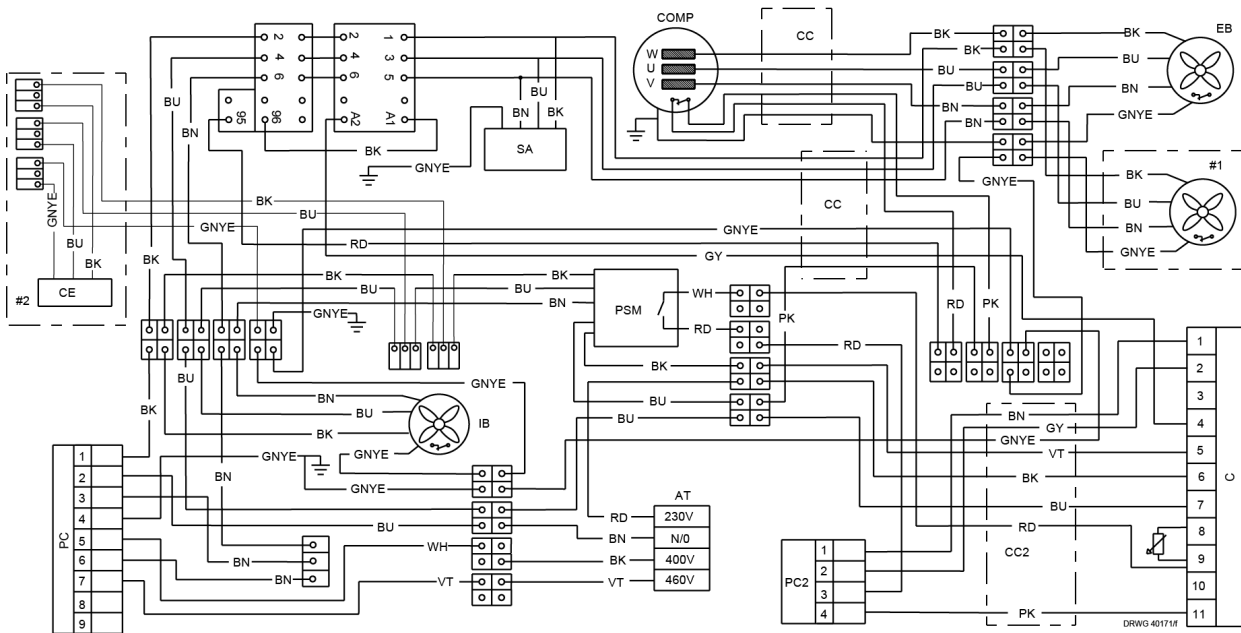 COMP
CC
EB
BK
BK
BK
2
2
1
W
U
V
4
4
3
BU
BU
6
6
5
BU
BN
BN
GNYE
BU
BN
BU
BK
BN
95
96
A2
A1
SA
BN
BK
GNYE
CC
GNYE
#1
BK
BU
BN
GNYE
BK
BU
GNYE
GNYE
RD
GY
GNYE
BU
BK
#2
CE
BK
BK
BU
BK
BU
BN
GNYE
PSM
WH
RD
PK
RD
PK
RD
C
1
2
3
4
5
6
7
8
9
10
11
BU
BK
BN
BU
BK
GNYE
IB
GNYE
BK
BU
BU
BN
GY
GNYE
VT
BK
BU
RD
PK
CC2
PC
1
2
3
4
5
6
7
8
9
GNYE
GNYE
BN
BU
BN
BN
WH
VT
AT
RD
230V
BN
N/0
BK
400V
VT
460V
PC2
1
2
3
4
DRWG 40171/f